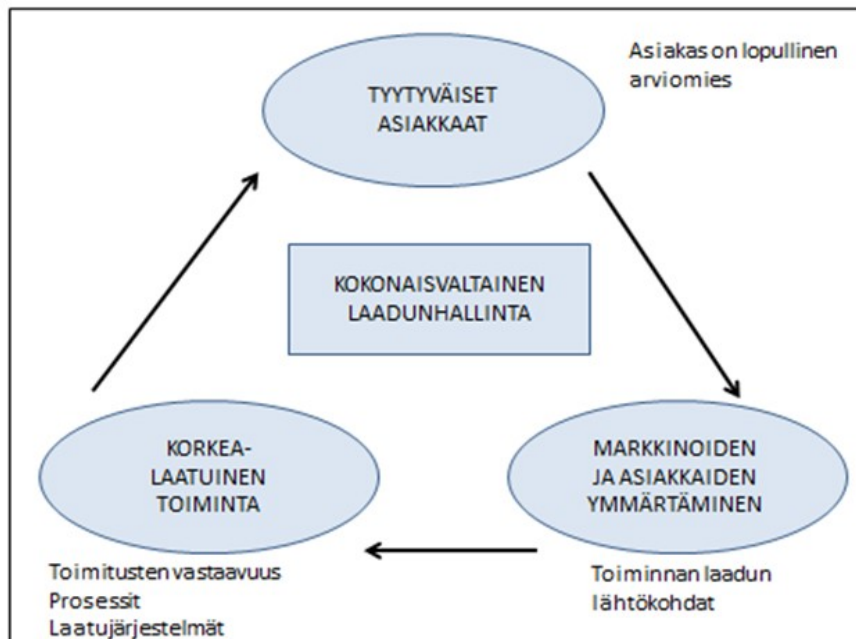 TYYTYVÄISET
ASIAKKAAT
Asiakas on lopullinen
arviomies
KOKONAISVALTAINEN
LAADUNHALLINTA
KORKEA-
LAATUINEN
TOIMINTA
MARKKINOIDEN
JA ASIAKKAIDEN
YMMÄRTÄMINEN
Toimitusten vastaavuus
Prosessit
Laatujärjestelmät
Toiminnan laadun
lähtökohdat